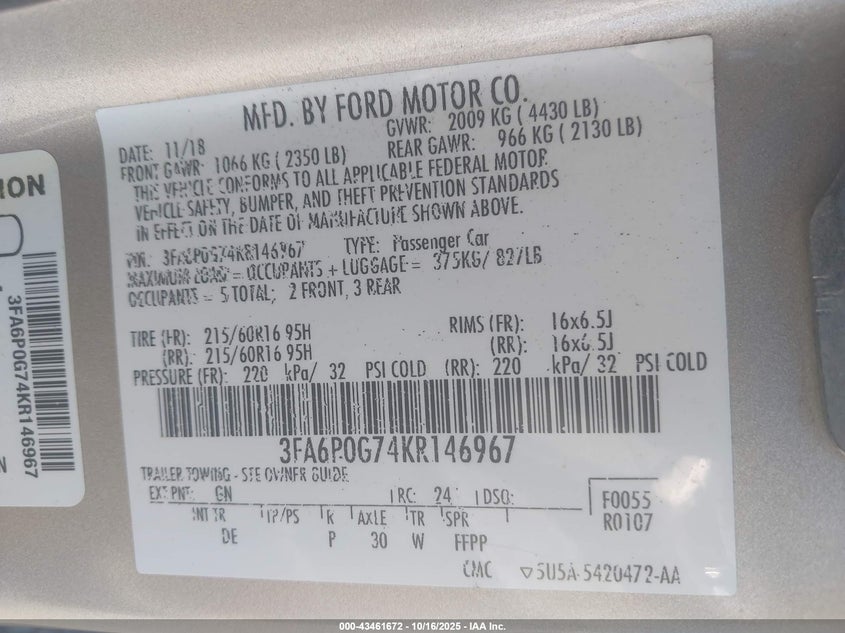 ION
3FA6P0G74KR146967
N
MFD. BY FORD MOTOR CO.
DATE: 11/18 GVWR: 2009 KG ( 4430 LB)
FRONT GAWR: 1066 KG ( 2350 LB) REAR GAWR: 966 KG ( 2130 LB)
THIS VEHICLE CONFORMS TO ALL APPLICABLE FEDERAL MOTOR
VEHICLE SAFETY, BUMPER, AND THEFT PREVENTION STANDARDS
IN EFFECT ON THE DATE OF MANUFACTURE SHOWN ABOVE.
VIN: 3FA6P0G74KR146967 TYPE: Passenger Car
MAXIMUM LOAD = OCCUPANTS + LUGGAGE = 375KG/ 827LB
OCCUPANTS = 5 TOTAL; 2 FRONT, 3 REAR
TIRE (FR): 215/60R16 95H RIMS (FR): 16x6.5J
(RR): 215/60R16 95H (RR): 16x6.5J
PRESSURE (FR): 220 kPa/ 32 PSI COLD (RR): 220 kPa/ 32 PSI COLD
3FA6P0G74KR146967
TRAILER TOWING - SEE OWNER GUIDE
EXT PNT: GN RC: 24 DSO: F0055
R0107
INT TR TP/PS R AXLE TR SPR
DE P 30 W FFPP
CMC ▽5U5A-5420472-AA
000-43461672 | 10/16/2025 | IAA Inc.